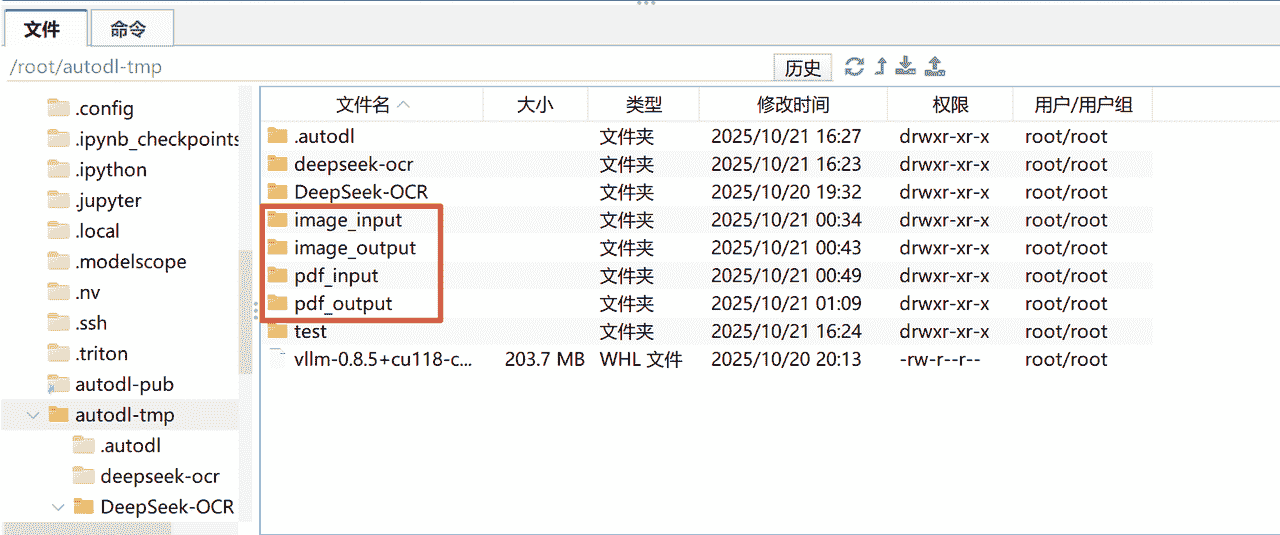 文件 命令
/root/autodl-tmp 历史
.config
.ipynb_checkpoints
.ipython
.jupyter
.local
.modelscope
.nv
.ssh
.triton
autodl-pub
autodl-tmp
.autodl
deepseek-ocr
DeepSeek-OCR
文件名 大小 类型 修改时间 权限 用户/用户组
.autodl 文件夹 2025/10/21 16:27 drwxr-xr-x root/root
deepseek-ocr 文件夹 2025/10/21 16:23 drwxr-xr-x root/root
DeepSeek-OCR 文件夹 2025/10/20 19:32 drwxr-xr-x root/root
image_input 文件夹 2025/10/21 00:34 drwxr-xr-x root/root
image_output 文件夹 2025/10/21 00:43 drwxr-xr-x root/root
pdf_input 文件夹 2025/10/21 00:49 drwxr-xr-x root/root
pdf_output 文件夹 2025/10/21 01:09 drwxr-xr-x root/root
test 文件夹 2025/10/21 16:24 drwxr-xr-x root/root
vllm-0.8.5+cu118-c... 203.7 MB WHL 文件 2025/10/20 20:13 -rw-r--r-- root/root